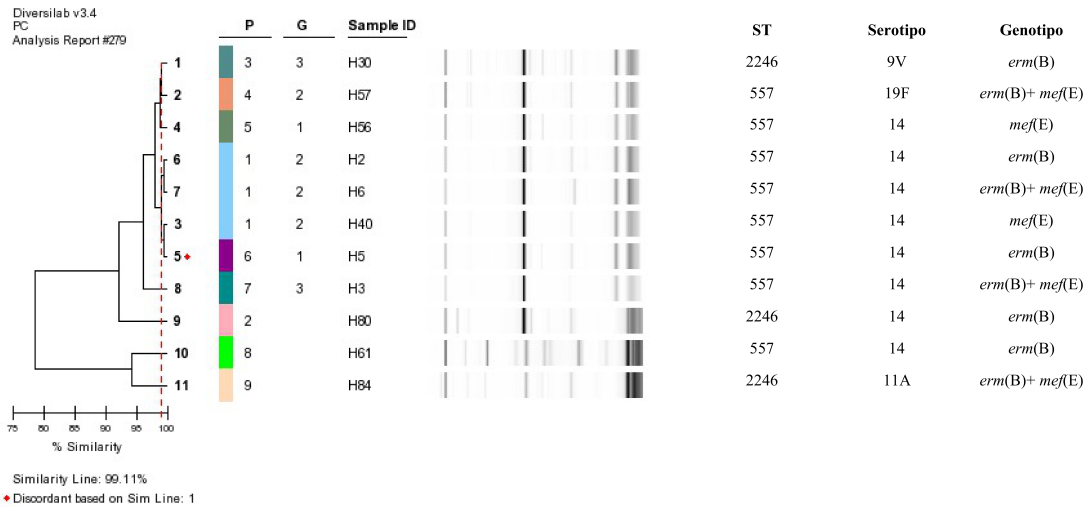 Diversilab v3.4
PC
Analysis Report #279
P G Sample ID ST Serotipo Genotipo
1 3 3 H30 2246 9V erm(B)
2 4 2 H57 557 19F erm(B)+ mef(E)
4 5 1 H56 557 14 mef(E)
6 1 2 H2 557 14 erm(B)
7 1 2 H6 557 14 erm(B)+ mef(E)
3 1 2 H40 557 14 mef(E)
5 6 1 H5 557 14 erm(B)
8 7 3 H3 557 14 erm(B)+ mef(E)
9 2 H80 2246 14 erm(B)
10 8 H61 557 14 erm(B)
11 9 H84 2246 11A erm(B)+ mef(E)
75 80 85 90 95 100
% Similarity
Similarity Line: 99.11%
Discordant based on Sim Line: 1